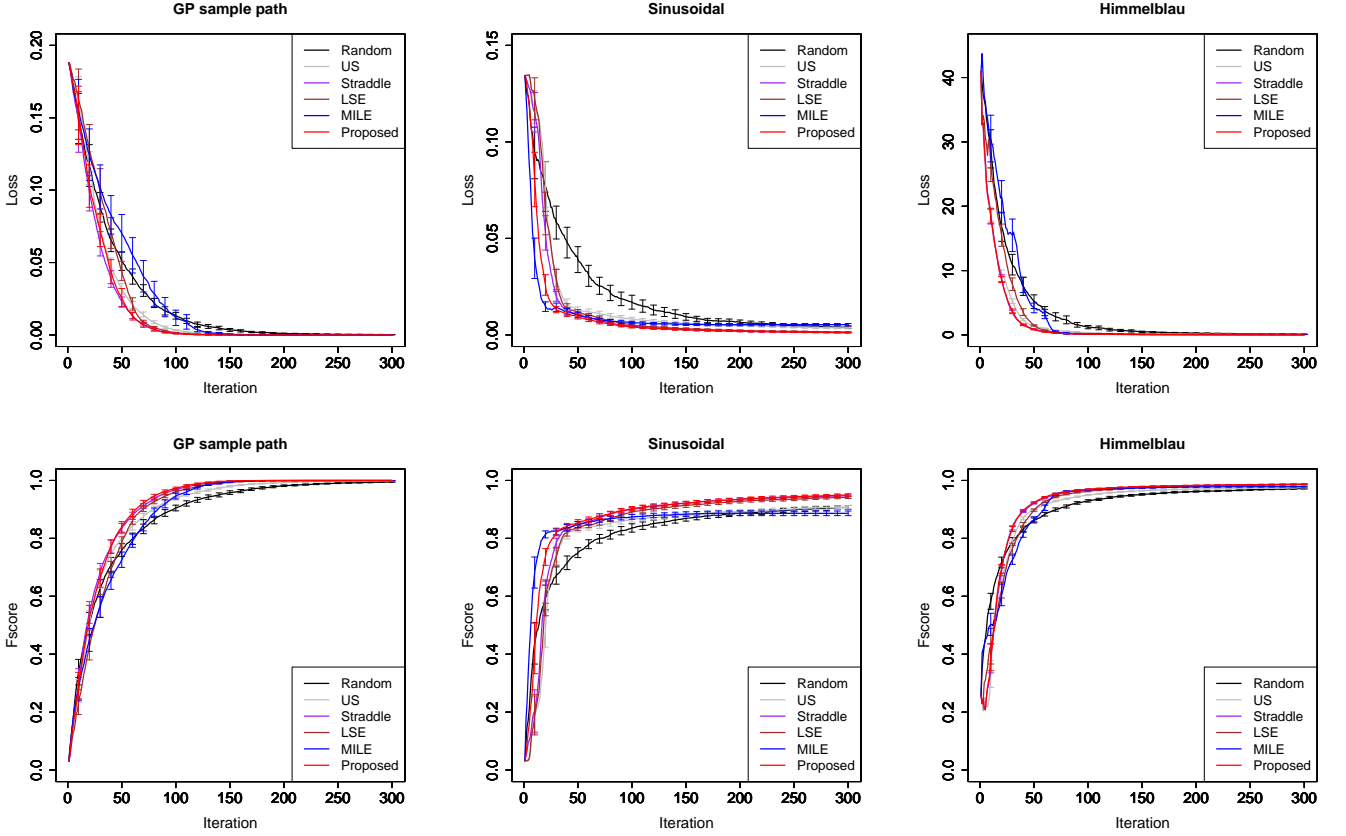 GP sample path
Loss
0.00 0.05 0.10 0.15 0.20
Random
US
Straddle
LSE
MILE
Proposed
0 50 100 150 200 250 300
Iteration
Sinusoidal
Loss
0.00 0.05 0.10 0.15
Random
US
Straddle
LSE
MILE
Proposed
0 50 100 150 200 250 300
Iteration
Himmelblau
Loss
0 10 20 30 40
Random
US
Straddle
LSE
MILE
Proposed
0 50 100 150 200 250 300
Iteration
GP sample path
Fscore
0.0 0.2 0.4 0.6 0.8 1.0
Random
US
Straddle
LSE
MILE
Proposed
0 50 100 150 200 250 300
Iteration
Sinusoidal
Fscore
0.0 0.2 0.4 0.6 0.8 1.0
Random
US
Straddle
LSE
MILE
Proposed
0 50 100 150 200 250 300
Iteration
Himmelblau
Fscore
0.0 0.2 0.4 0.6 0.8 1.0
Random
US
Straddle
LSE
MILE
Proposed
0 50 100 150 200 250 300
Iteration